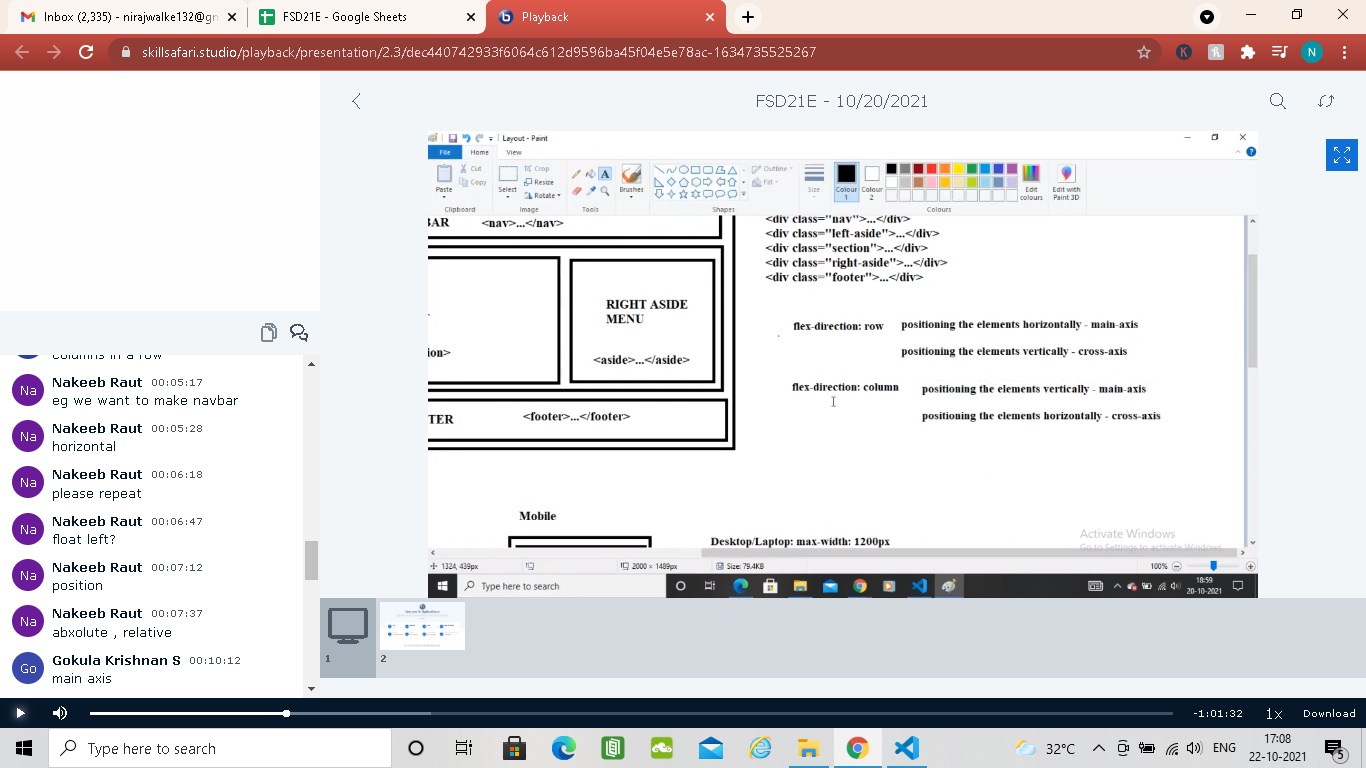 Inbox (2,335) - nirajwalke132@gn
FSD21E - Google Sheets
Playback
skillsafari.studio/playback/presentation/2.3/dec440742933f6064c612d9596ba45f04e5e78ac-1634735525267
K
N
FSD21E - 10/20/2021
Layout - Paint
File
Home
View
Paste
Cut
Copy
Clipboard
Select
Crop
Resize
Rotate
Image
A
Tools
Brushes
Outline
Fill
Shapes
Size
Colour
1
Colour
2
Edit
colours
Edit with
Paint 3D
Colours
BAR
<nav>...</nav>
RIGHT ASIDE
MENU
<aside>...</aside>
ion>
TER
<footer>...</footer>
<div class="nav">...</div>
<div class="left-aside">...</div>
<div class="section">...</div>
<div class="right-aside">...</div>
<div class="footer">...</div>
flex-direction: row
positioning the elements horizontally - main-axis
positioning the elements vertically - cross-axis
flex-direction: column
positioning the elements vertically - main-axis
positioning the elements horizontally - cross-axis
Mobile
Desktop/Laptop: max-width: 1200px
Activate Windows
Go to Settings to activate Windows.
1324, 439px
2000 × 1489px
Size: 79.4KB
100%
Type here to search
18:59
20-10-2021
columns in a row
Na
Nakeeb Raut 00:05:17
eg we want to make navbar
Na
Nakeeb Raut 00:05:28
horizontal
Na
Nakeeb Raut 00:06:18
please repeat
Na
Nakeeb Raut 00:06:47
float left?
Na
Nakeeb Raut 00:07:12
position
Na
Nakeeb Raut 00:07:37
abxolute , relative
Go
Gokula Krishnan S 00:10:12
main axis
1
2
-1:01:32
1x
Download
Type here to search
32°C
ENG
17:08
22-10-2021
5